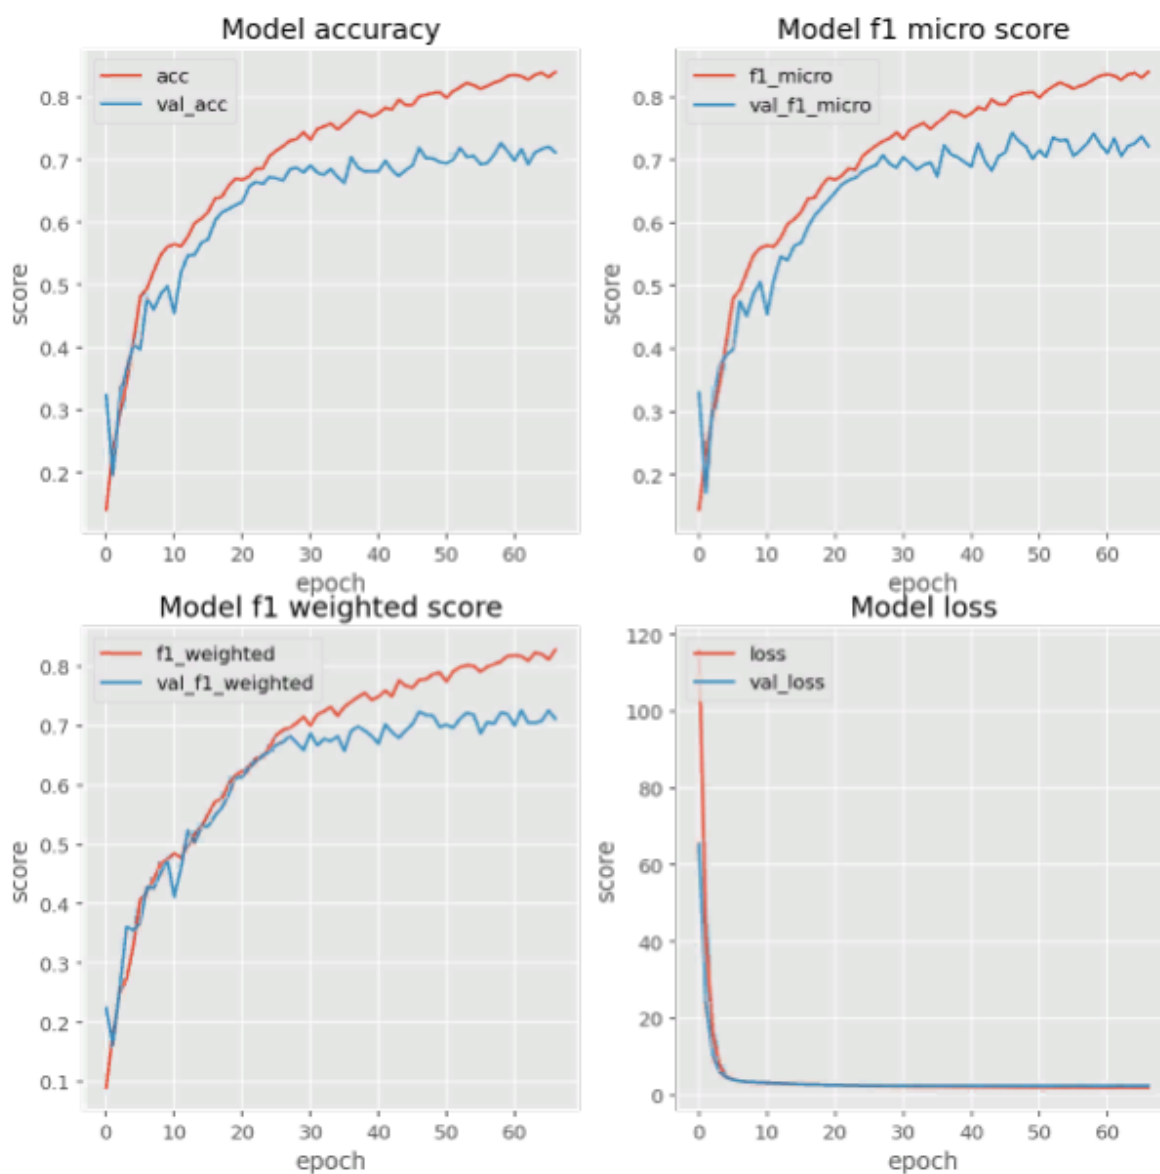 Model accuracy
acc
val_acc
score
0.8
0.7
0.6
0.5
0.4
0.3
0.2
0 10 20 30 40 50 60
epoch
Model f1 micro score
f1_micro
val_f1_micro
score
0.8
0.7
0.6
0.5
0.4
0.3
0.2
0 10 20 30 40 50 60
epoch
Model f1 weighted score
f1_weighted
val_f1_weighted
score
0.8
0.7
0.6
0.5
0.4
0.3
0.2
0.1
0 10 20 30 40 50 60
epoch
Model loss
loss
val_loss
score
120
100
80
60
40
20
0
0 10 20 30 40 50 60
epoch